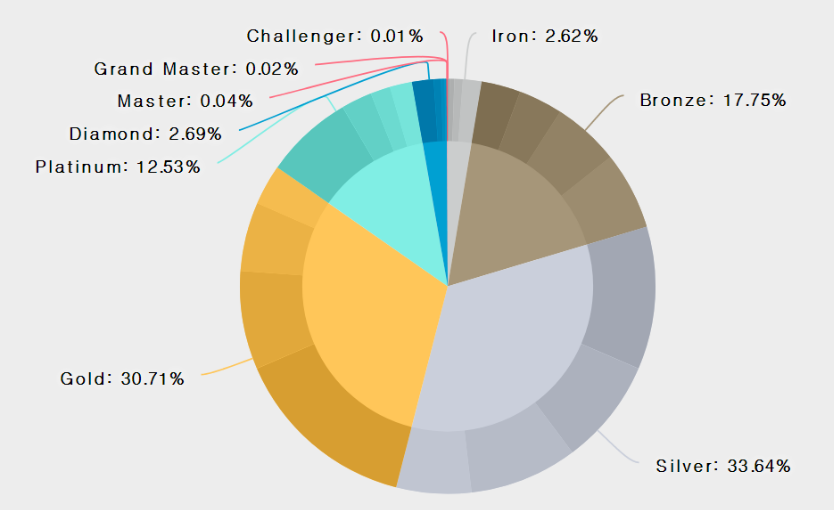 Challenger: 0.01%
Iron: 2.62%
Grand Master: 0.02%
Master: 0.04%
Bronze: 17.75%
Diamond: 2.69%
Platinum: 12.53%
Gold: 30.71%
Silver: 33.64%